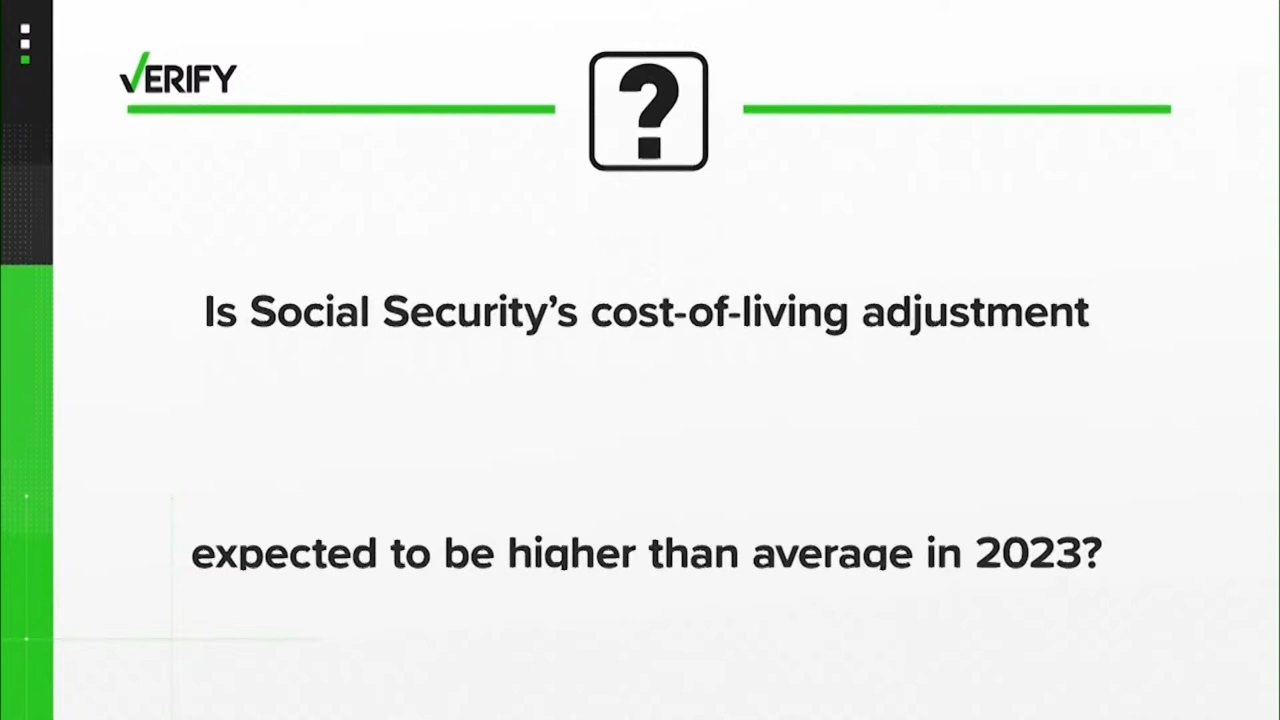 VERIFY
?
Is Social Security’s cost-of-living adjustment
expected to be higher than average in 2023?